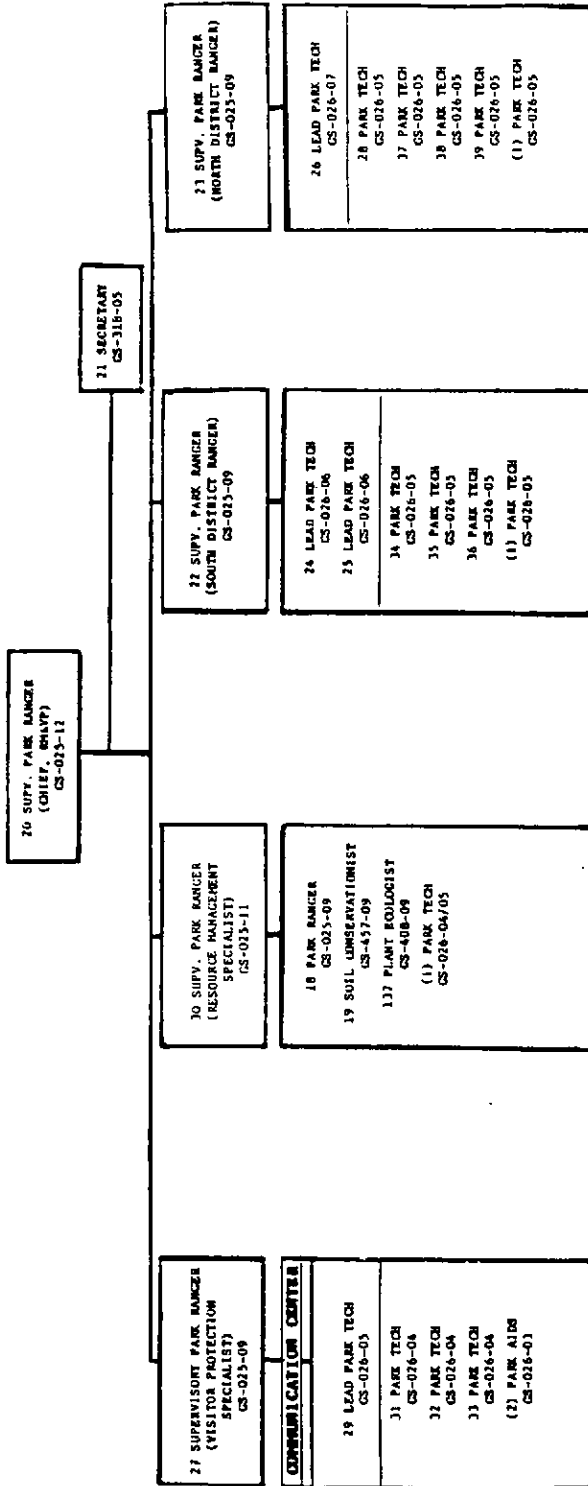 20 SUPV. PARK RANGER
(CHIEF, RM&VP)
GS-025-12
21 SECRETARY
GS-318-05
27 SUPERVISORY PARK RANGER
(VISITOR PROTECTION
SPECIALIST)
GS-025-09
COMMUNICATION CENTER
29 LEAD PARK TECH
GS-026-05
31 PARK TECH
GS-026-04
32 PARK TECH
GS-026-04
33 PARK TECH
GS-026-04
(2) PARK AIDS
GS-026-03
30 SUPV. PARK RANGER
(RESOURCE MANAGEMENT
SPECIALIST)
GS-025-11
18 PARK RANGER
GS-025-09
19 SOIL CONSERVATIONIST
GS-457-09
137 PLANT ECOLOGIST
GS-408-09
(1) PARK TECH
GS-026-04/05
22 SUPV. PARK RANGER
(SOUTH DISTRICT RANGER)
GS-025-09
24 LEAD PARK TECH
GS-026-06
25 LEAD PARK TECH
GS-026-06
34 PARK TECH
GS-026-05
35 PARK TECH
GS-026-05
36 PARK TECH
GS-026-05
(1) PARK TECH
GS-026-05
23 SUPV. PARK RANGER
(NORTH DISTRICT RANGER)
GS-025-09
26 LEAD PARK TECH
GS-026-07
28 PARK TECH
GS-026-05
37 PARK TECH
GS-026-05
38 PARK TECH
GS-026-05
39 PARK TECH
GS-026-05
(1) PARK TECH
GS-026-05